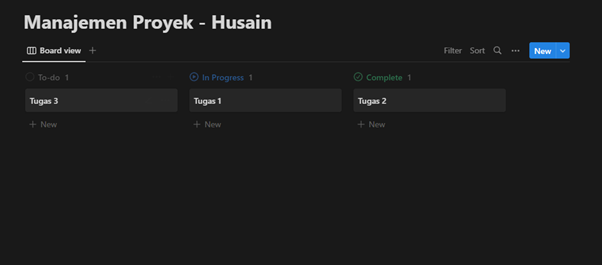 Manajemen Proyek - Husain
Board view
Filter Sort New
To-do 1 In Progress 1 Complete 1
Tugas 3 Tugas 1 Tugas 2
+ New + New + New